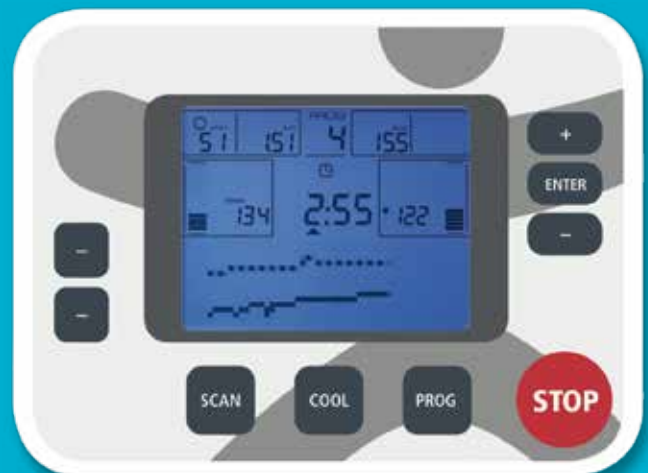 PROG
51 151 4 155
134 2:55 122
+
ENTER
−
−
−
SCAN COOL PROG STOP